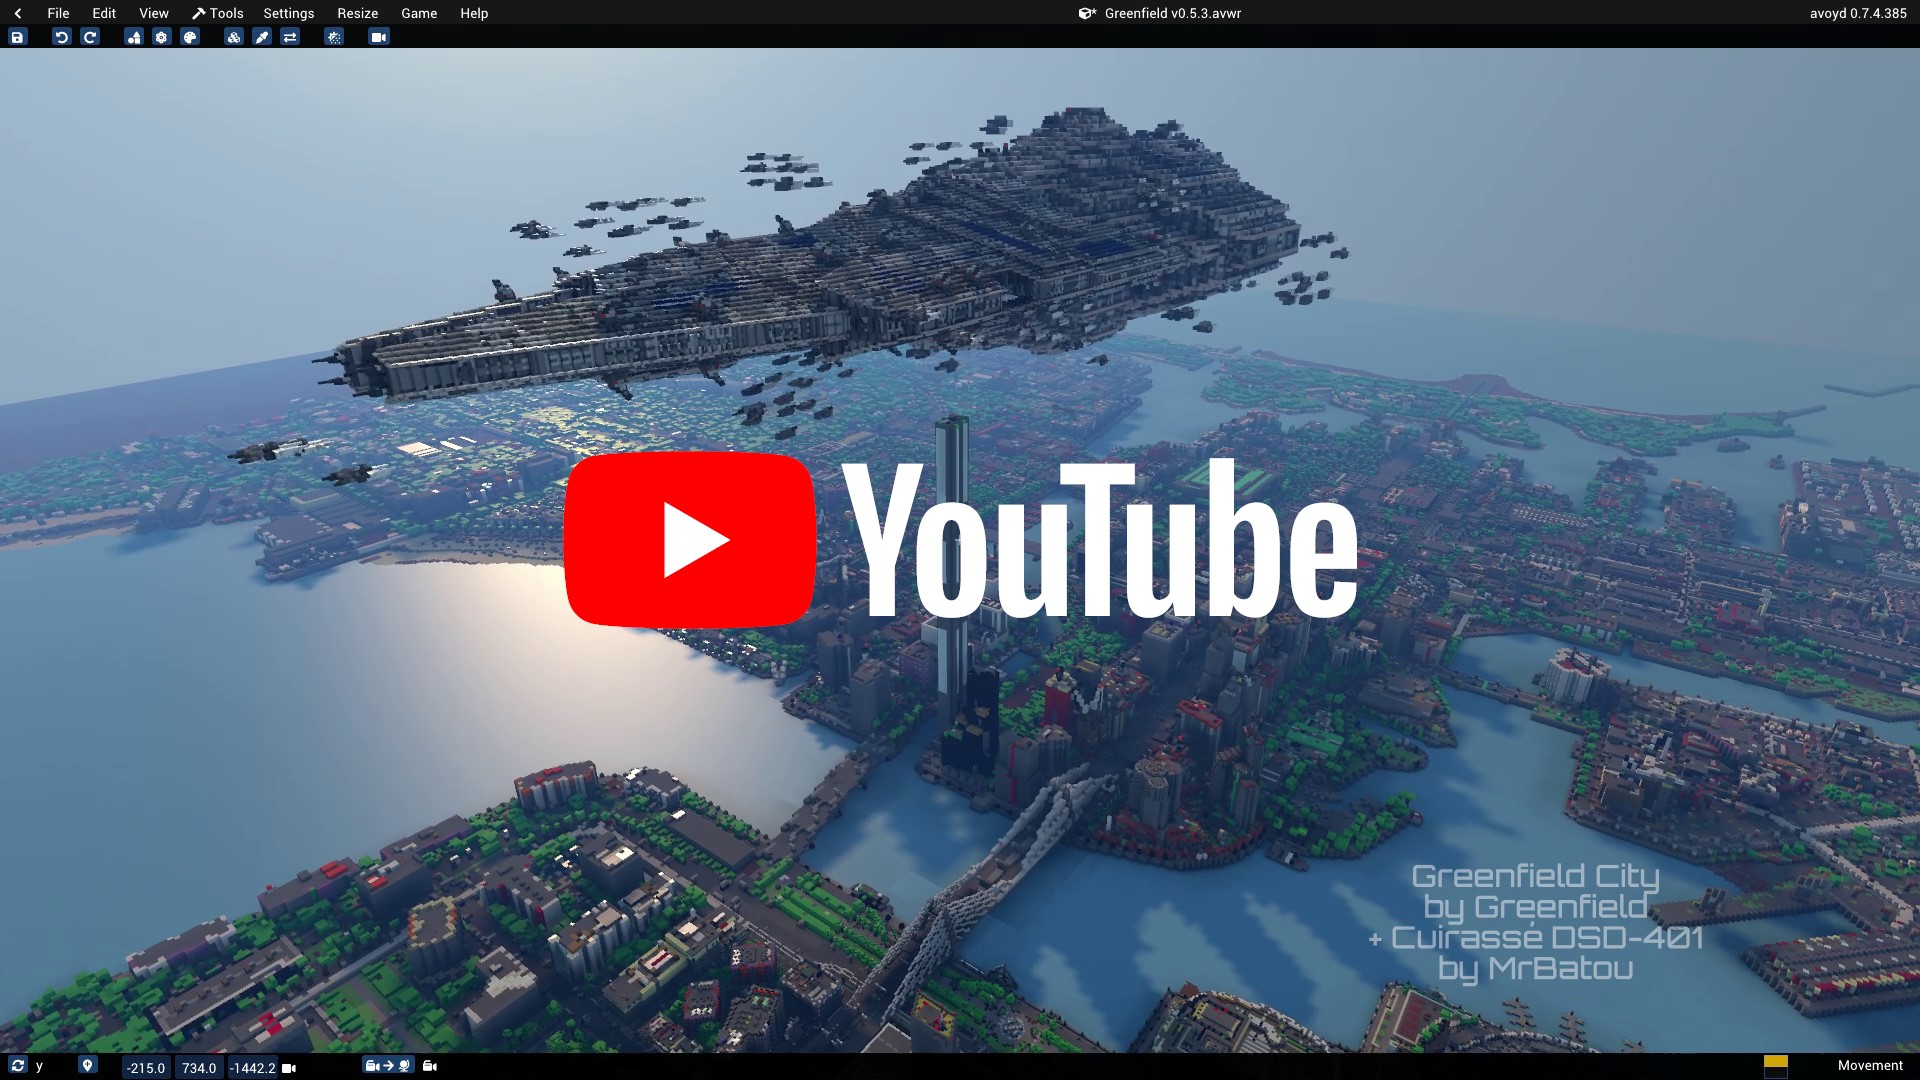 File Edit View Tools Settings Resize Game Help
Greenfield v0.5.3.avwr
avoyd 0.7.4.385
YouTube
Greenfield City
by Greenfield
+ Cuirassé DSD-401
by MrBatou
y -215.0 734.0 -1442.2
Movement